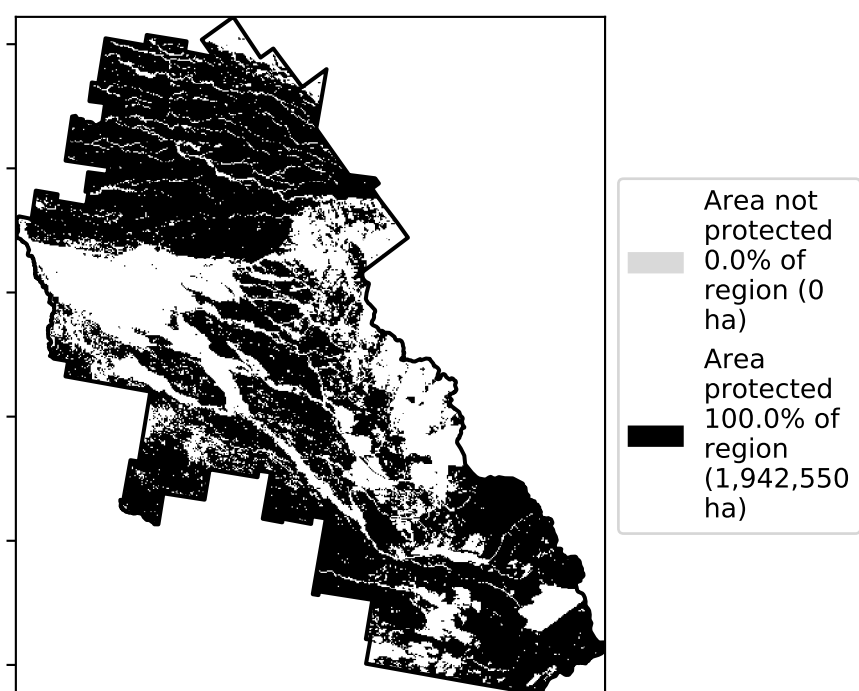 Area not
protected
0.0% of
region (0
ha)
Area
protected
100.0% of
region
(1,942,550
ha)